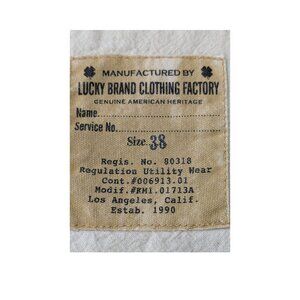 MANUFACTURED BY
LUCKY BRAND CLOTHING FACTORY
GENUINE AMERICAN HERITAGE
Name
Service No.
Size 38
Regis. No. 80318
Regulation Utility Wear
Cont.#006913.01
Modif.#RM1.01713A
Los Angeles, Calif.
Estab. 1990